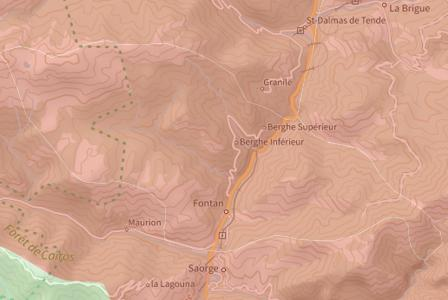 La Brigue
St-Dalmas de Tende
Granile
Berghe Supérieur
Berghe Inférieur
Fontan
Maurion
Forêt de Caïros
Saorge
la Lagouna